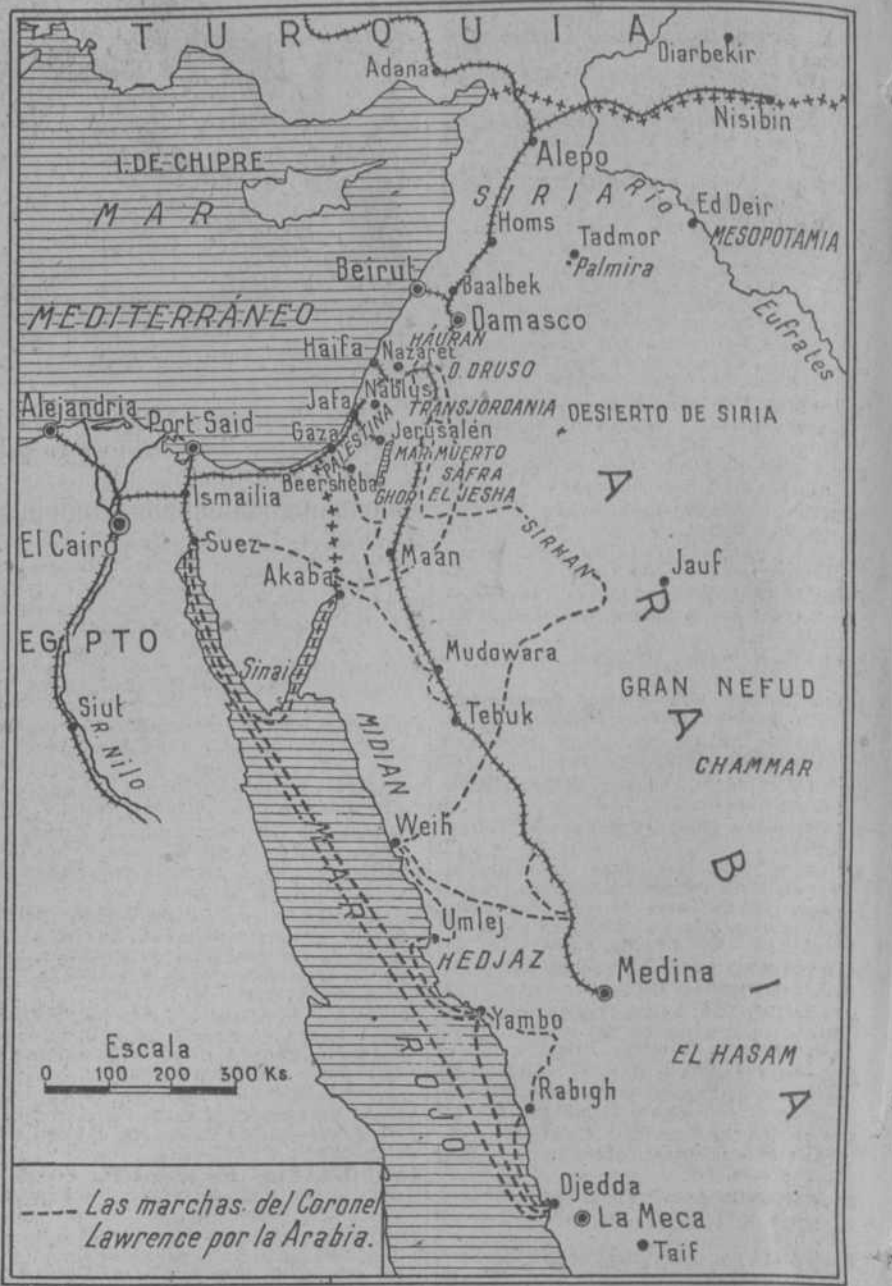 TURQUIA
Diarbekir
Adana
Nisibin
Alepo
I. DE CHIPRE
SIRIA
Río
MAR
Ed Deir
Homs
Tadmor
MESOPOTAMIA
Palmira
Beirut
Baalbek
MEDITERRÁNEO
Damasco
Eufrates
HÁURAN
Haifa
Nazaret
D. DRUSO
Nablus
Alejandria
Port Said
Jafa
TRANSJORDANIA
DESIERTO DE SIRIA
Gaza
PALESTINA
Jerusalén
MAR MUERTO
SAFRA
Beersheba
GHOR
EL JESHA
Ismailia
El Cairo
Suez
Maan
SIRHAN
Jauf
Akaba
EGIPTO
Sinai
Mudowara
GRAN NEFUD
Siut
Tebuk
R Nilo
MIDIAN
CHAMMAR
Weih
ARABIA
MAR ROJO
Umlej
HEDJAZ
Medina
Yambo
Escala
EL HASAM
0 100 200 300 Ks.
Rabigh
Djedda
Las marchas del Coronel
Lawrence por la Arabia.
La Meca
Taif